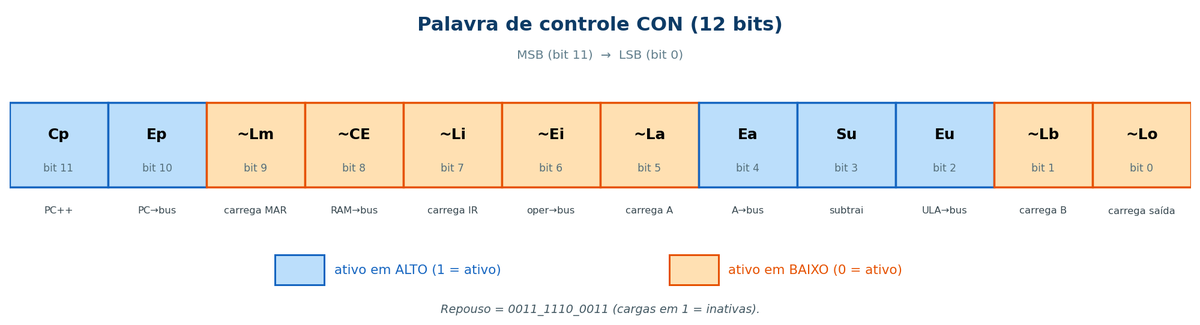 Palavra de controle CON (12 bits)
MSB (bit 11) → LSB (bit 0)
Cp Ep ~Lm ~CE ~Li ~Ei ~La Ea Su Eu ~Lb ~Lo
bit 11 bit 10 bit 9 bit 8 bit 7 bit 6 bit 5 bit 4 bit 3 bit 2 bit 1 bit 0
PC++ PC→bus carrega MAR RAM→bus carrega IR oper→bus carrega A A→bus subtrai ULA→bus carrega B carrega saída
ativo em ALTO (1 = ativo) ativo em BAIXO (0 = ativo)
Repouso = 0011_1110_0011 (cargas em 1 = inativas).